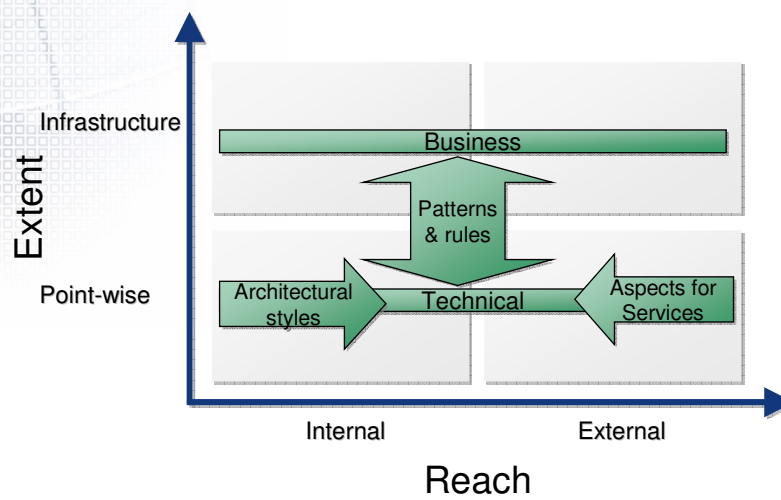 Infrastructure
Business
Extent
Patterns
& rules
Point-wise
Architectural
styles
Technical
Aspects for
Services
Internal
External
Reach